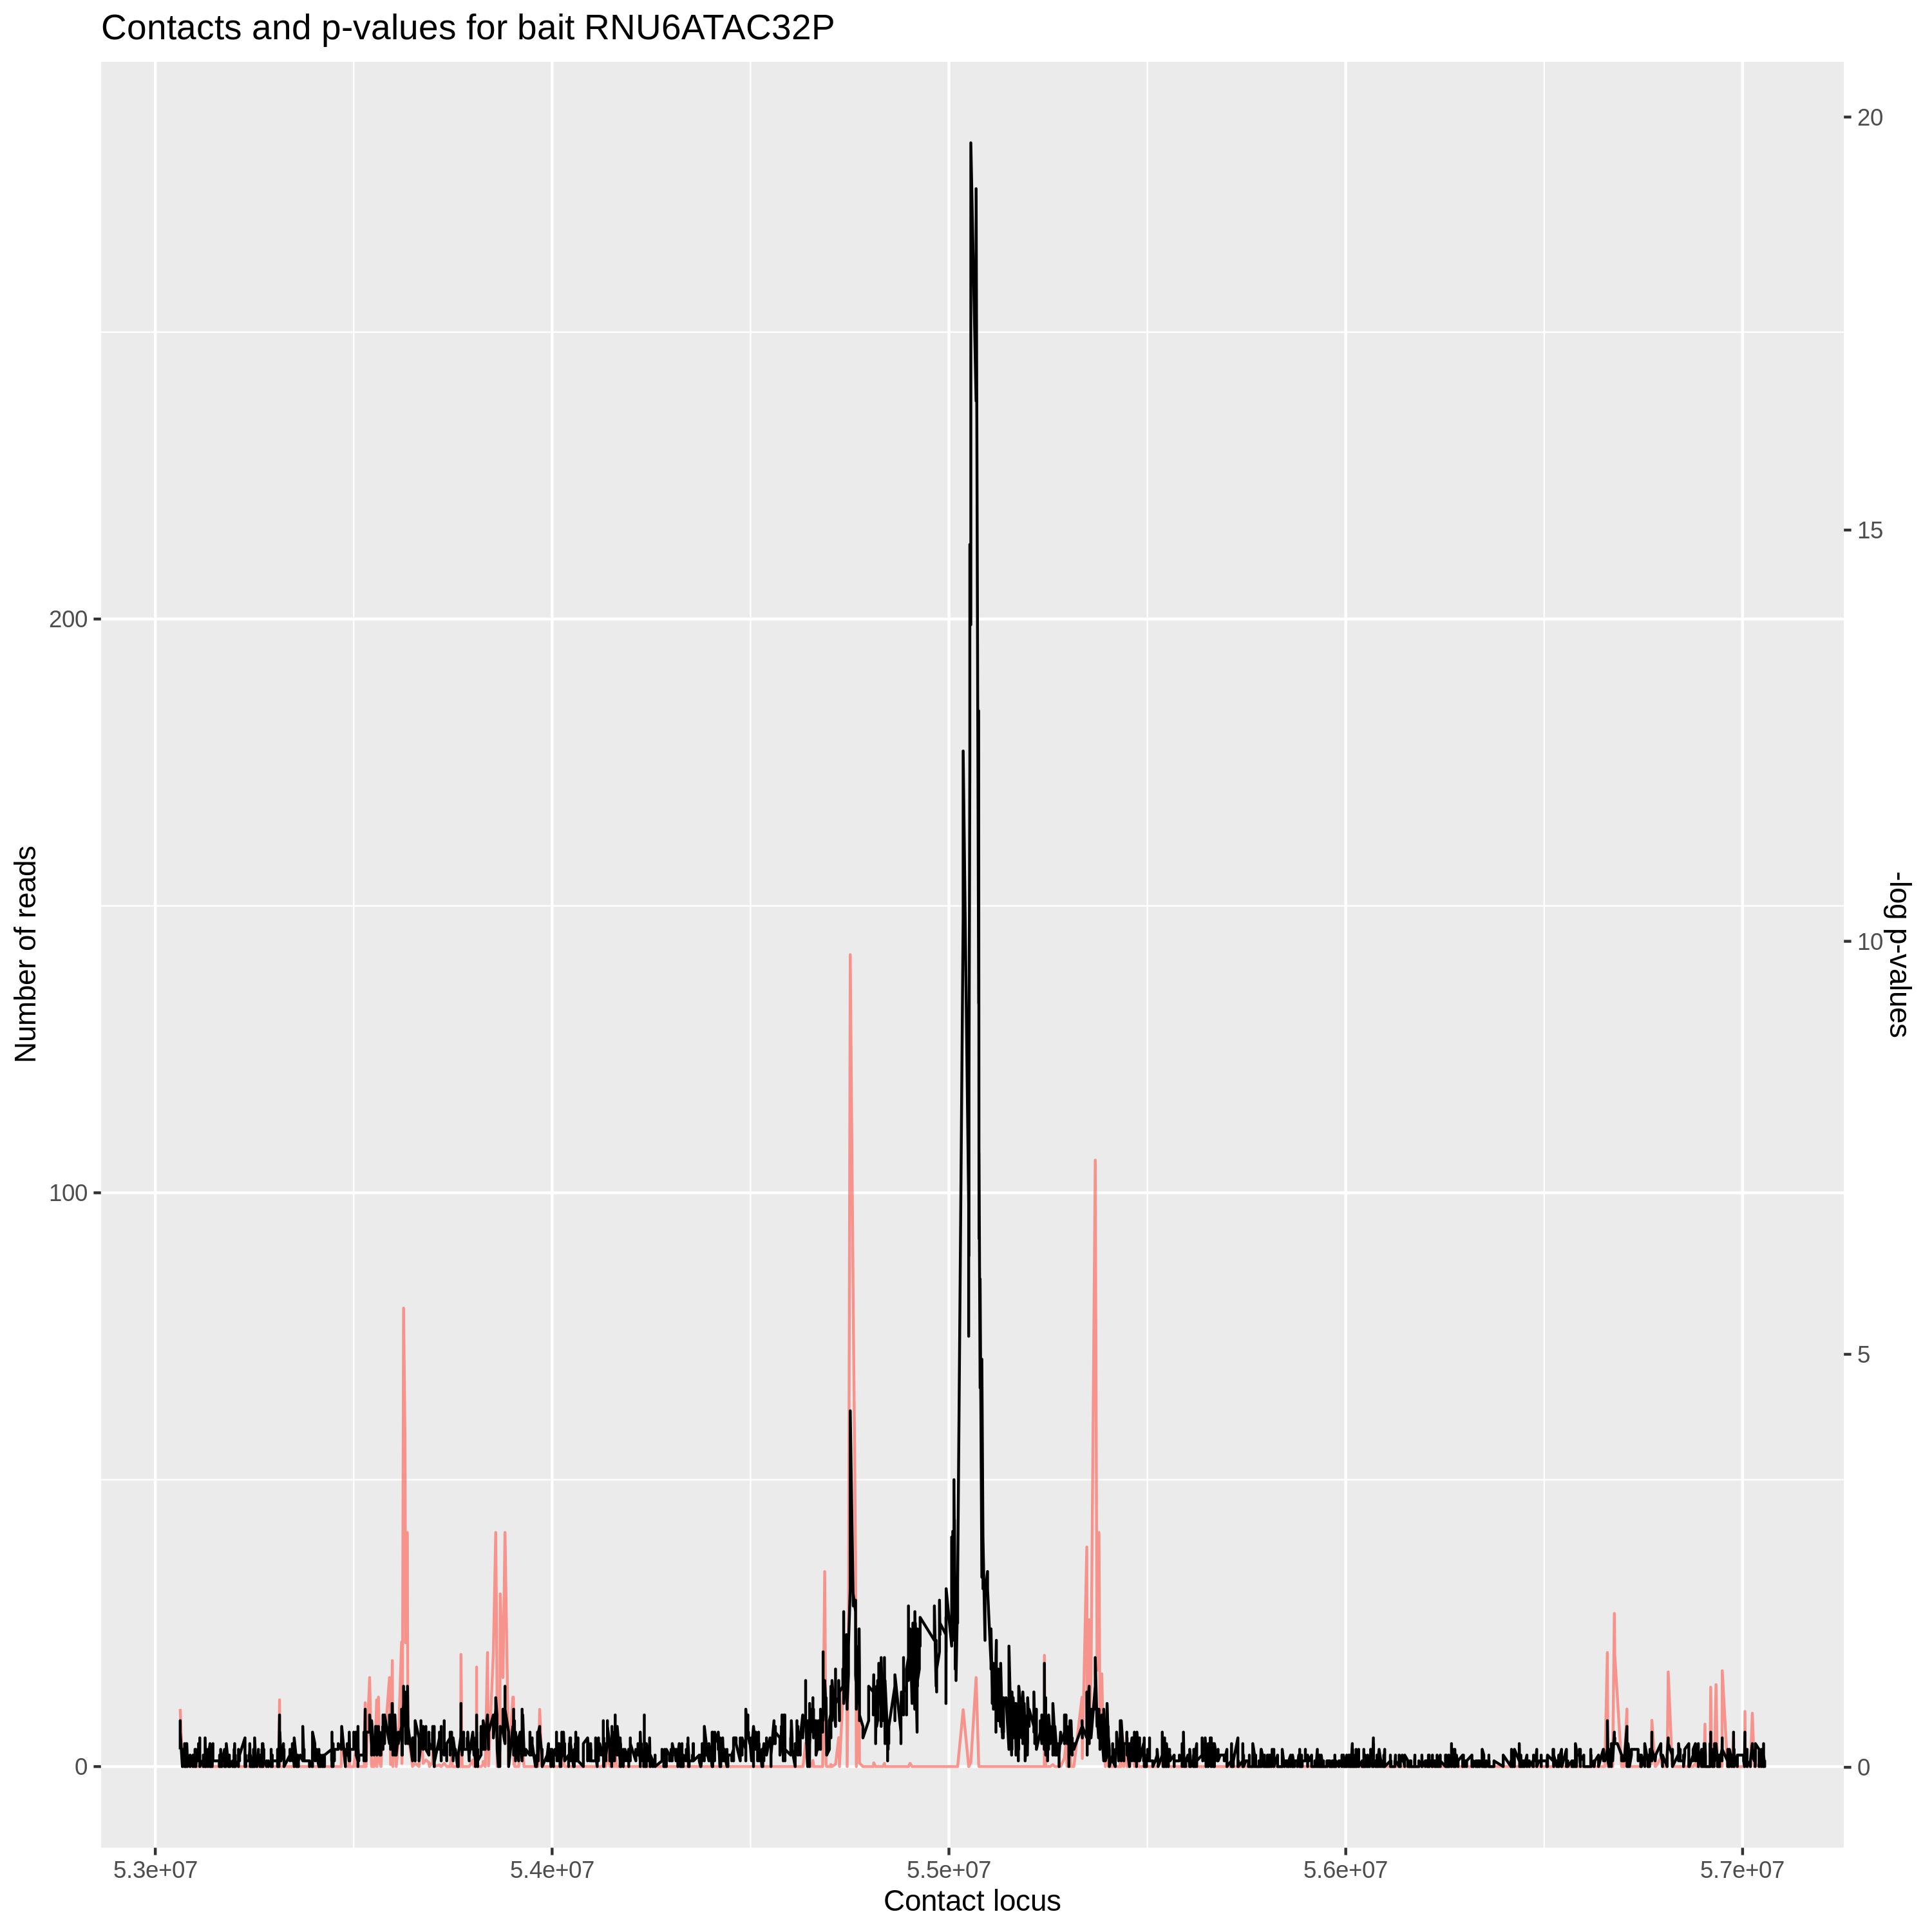 Contacts and p-values for bait RNU6ATAC32P
20
15
200
Number of reads
-log p-values
10
100
5
0
0
5.3e+07 5.4e+07 5.5e+07 5.6e+07 5.7e+07
Contact locus